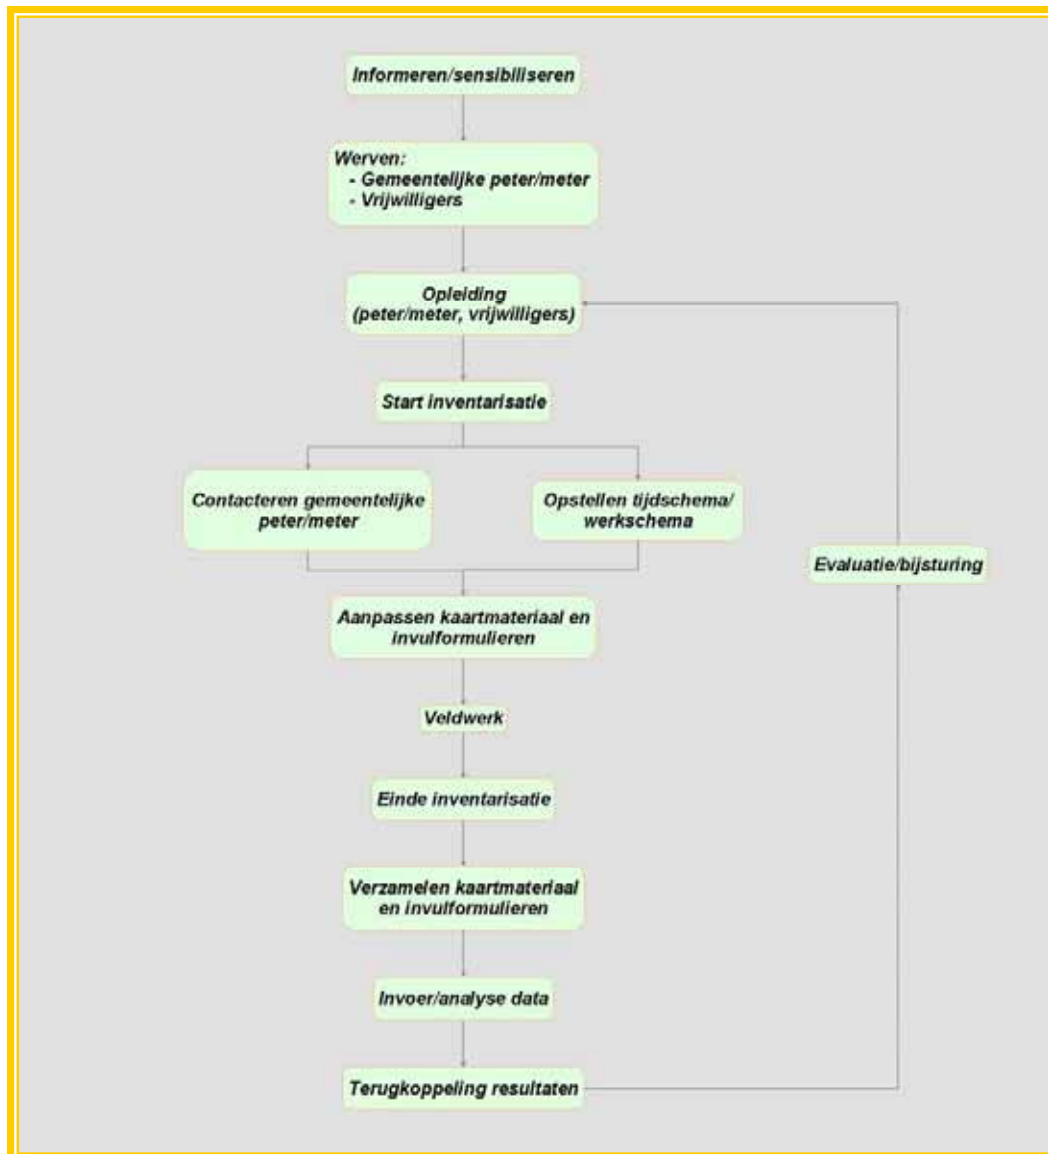 Informeren/sensibiliseren
Werven:
- Gemeentelijke peter/meter
- Vrijwilligers
Opleiding
(peter/meter, vrijwilligers)
Start inventarisatie
Contacteren gemeentelijke
peter/meter
Opstellen tijdschema/
werkschema
Evaluatie/bijsturing
Aanpassen kaartmateriaal en
invulformulieren
Veldwerk
Einde inventarisatie
Verzamelen kaartmateriaal
en invulformulieren
Invoer/analyse data
Terugkoppeling resultaten